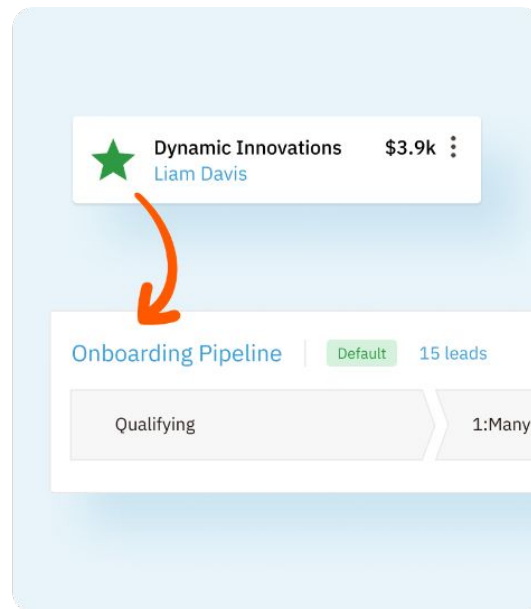 Dynamic Innovations $3.9k
Liam Davis
Onboarding Pipeline Default 15 leads
Qualifying 1:Many